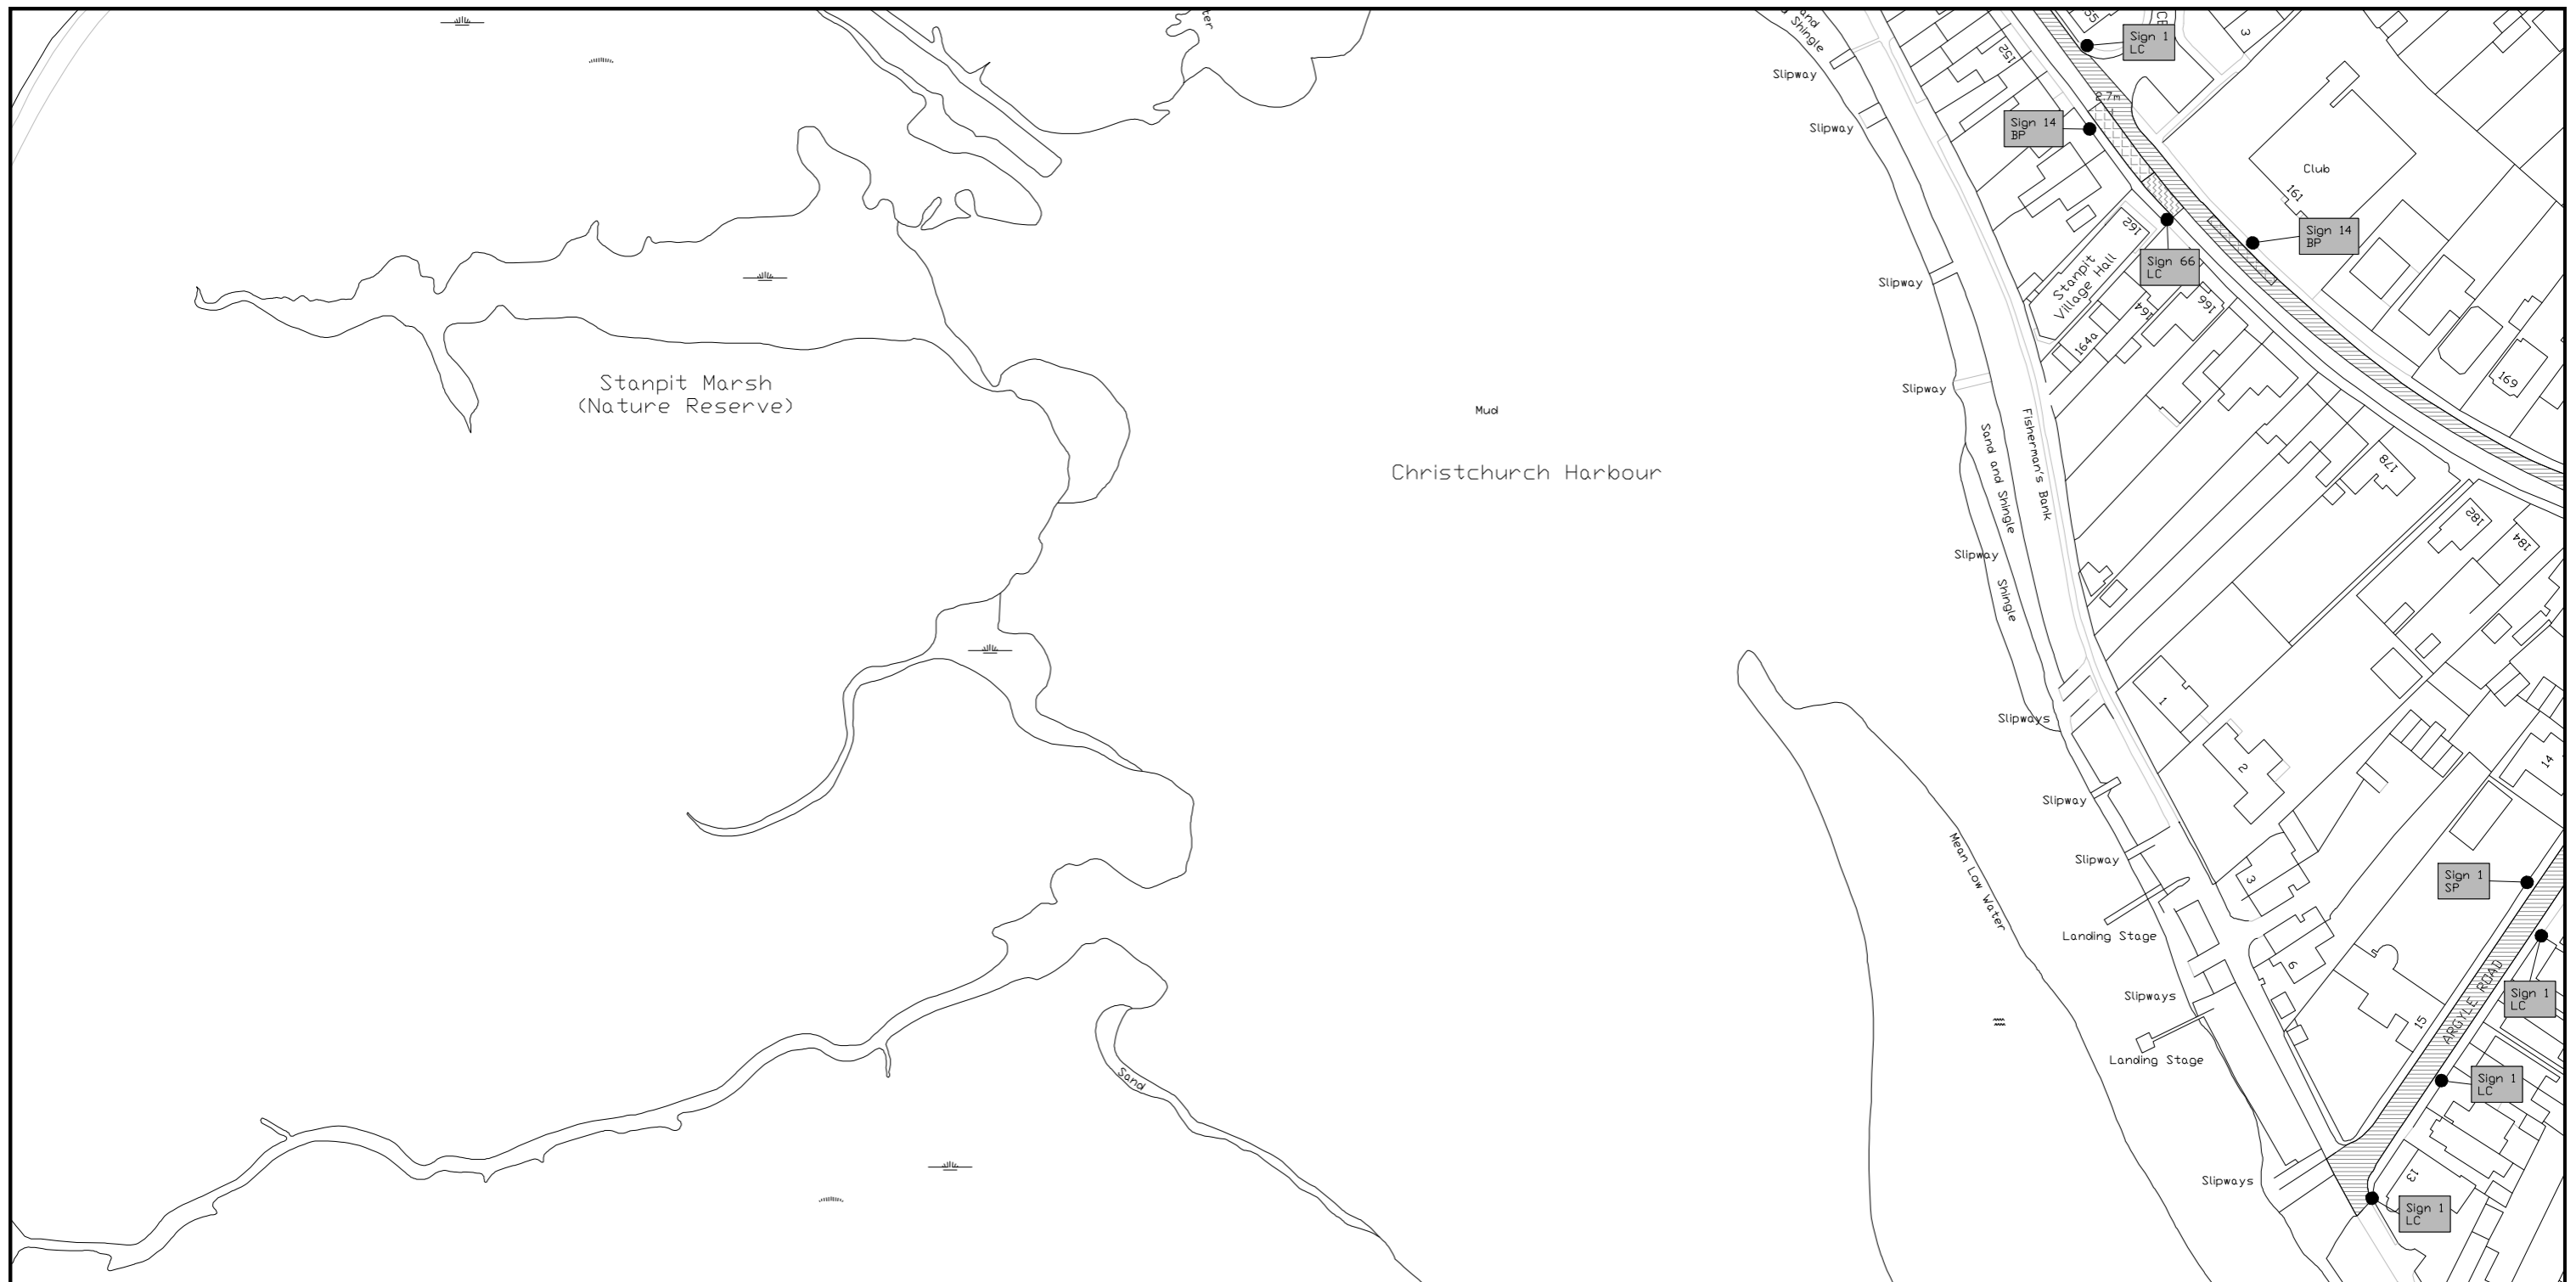 and Shingle
Slipway
Slipway
Slipway
Slipway
Slipway
Slipways
Slipway
Slipway
Landing Stage
Slipways
Landing Stage
Slipways
Stanpit Marsh
(Nature Reserve)
Mud
Christchurch Harbour
Sand and Shingle
Shingle
Fisherman's Bank
Mean Low Water
Sand
55
3
152
2.7m
Sign 1
LC
Sign 14
BP
Club
161
Sign 14
BP
162
Stanpit
Village Hall
Sign 66
LC
164
166
164a
169
178
182
184
1
2
3
6
14
15
13
ARGYLE ROAD
Sign 1
SP
Sign 1
LC
Sign 1
LC
Sign 1
LC